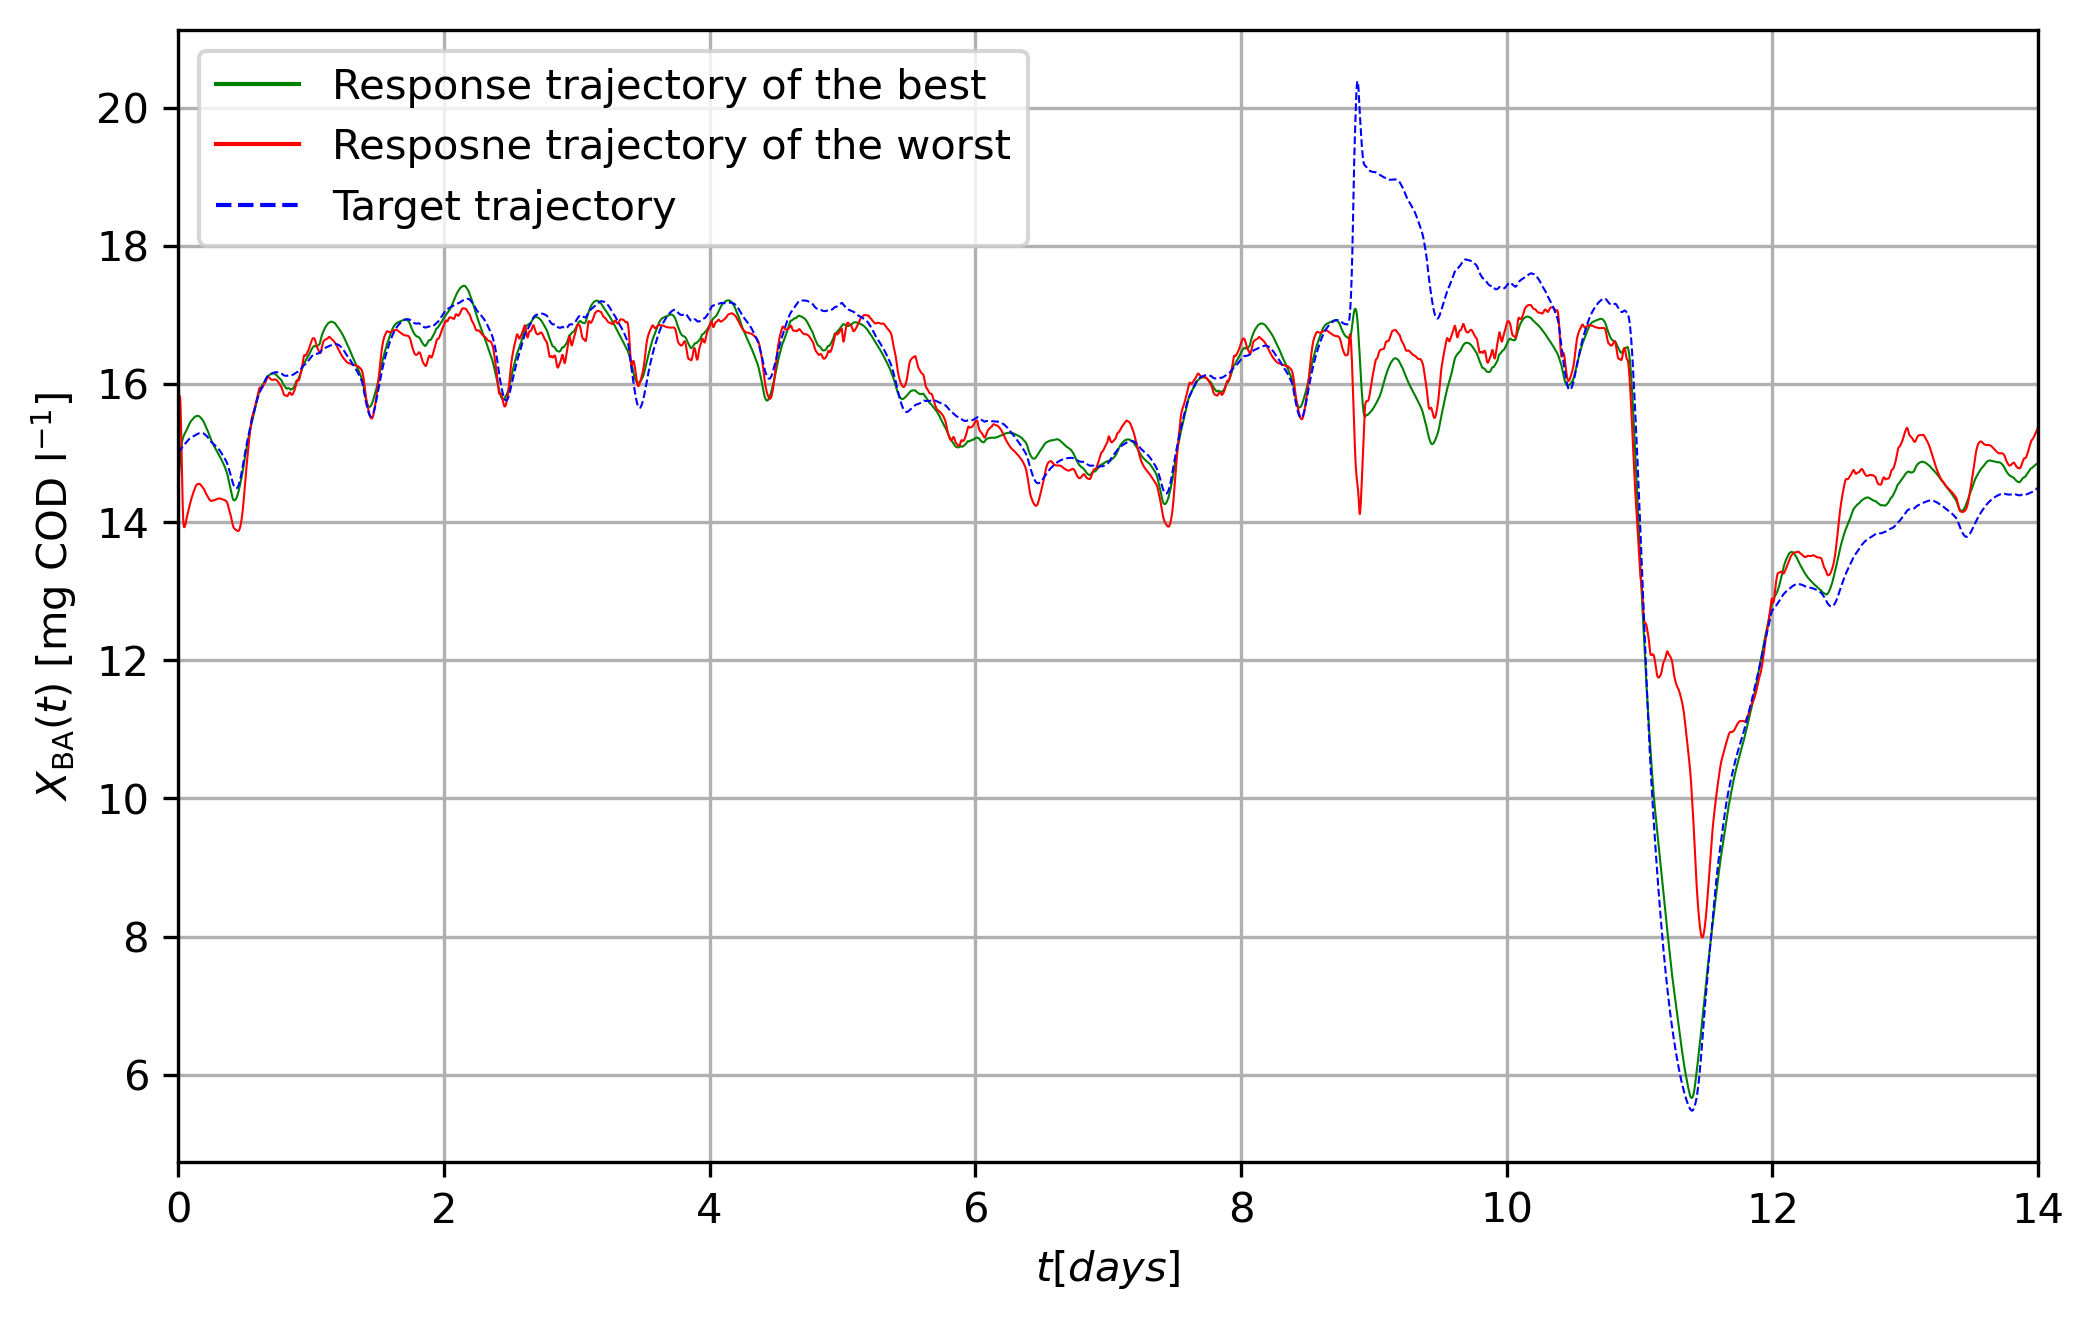 Response trajectory of the best
Resposne trajectory of the worst
Target trajectory
20
18
16
14
12
10
8
6
X_BA(t) [mg COD l⁻¹]
0 2 4 6 8 10 12 14
t[days]